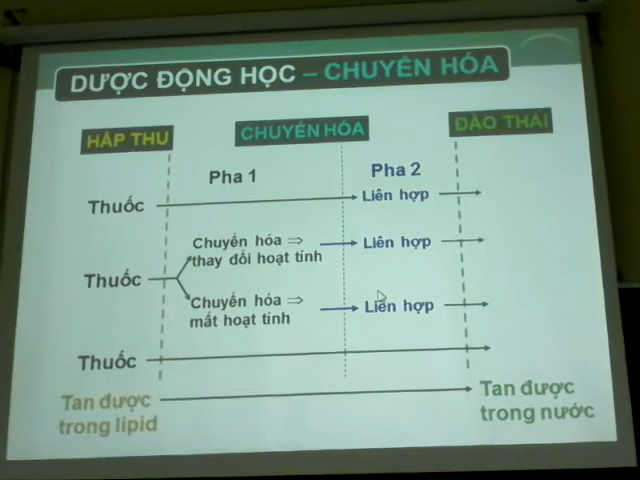 DƯỢC ĐỘNG HỌC – CHUYỂN HÓA
HẤP THU
CHUYỂN HÓA
ĐÀO THẢI
Pha 1
Pha 2
Thuốc
Liên hợp
Chuyển hóa ⇒
thay đổi hoạt tính
Liên hợp
Thuốc
Chuyển hóa ⇒
mất hoạt tính
Liên hợp
Thuốc
Tan được
trong lipid
Tan được
trong nước